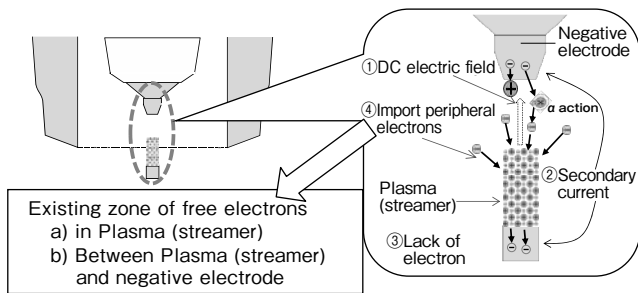 Negative
electrode
①DC electric field
⊖ ⊖
+
α action
④Import peripheral
electrons
Plasma
(streamer)
②Secondary
current
③Lack of
electron
⊖ ⊖
Existing zone of free electrons
a) in Plasma (streamer)
b) Between Plasma (streamer)
and negative electrode